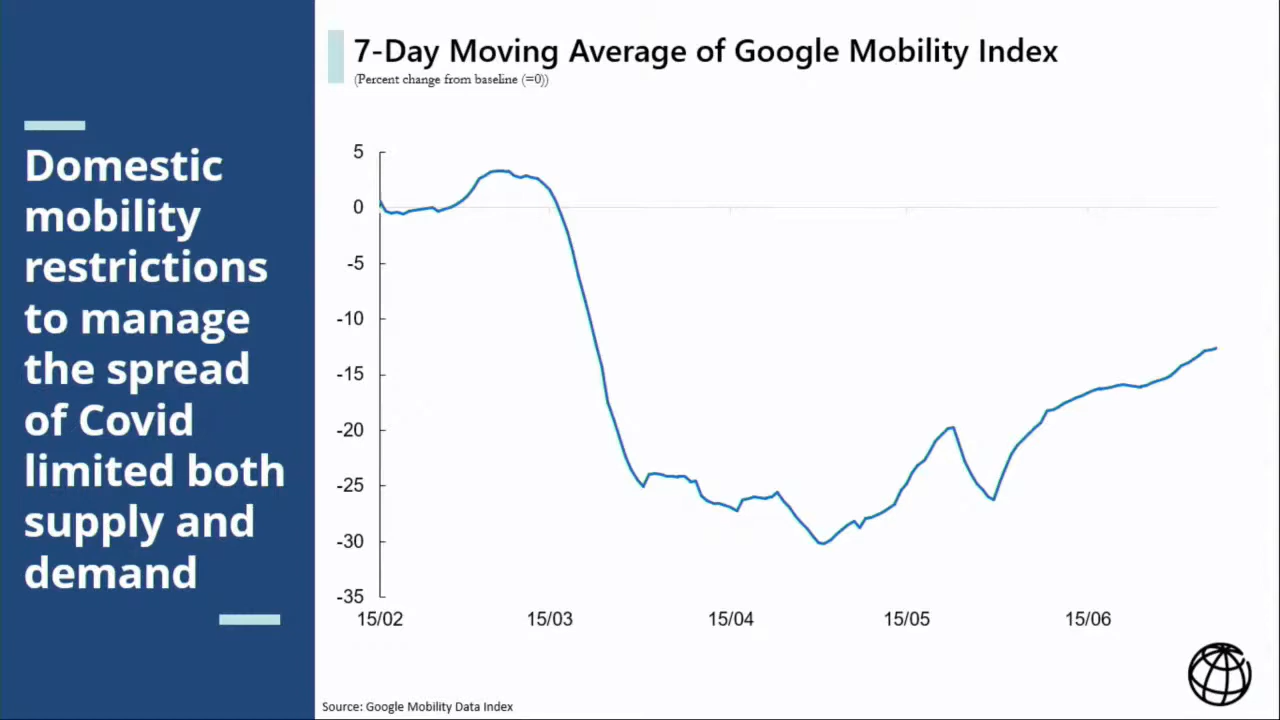 Domestic
mobility
restrictions
to manage
the spread
of Covid
limited both
supply and
demand
7-Day Moving Average of Google Mobility Index
(Percent change from baseline (=0))
5
0
-5
-10
-15
-20
-25
-30
-35
15/02
15/03
15/04
15/05
15/06
Source: Google Mobility Data Index